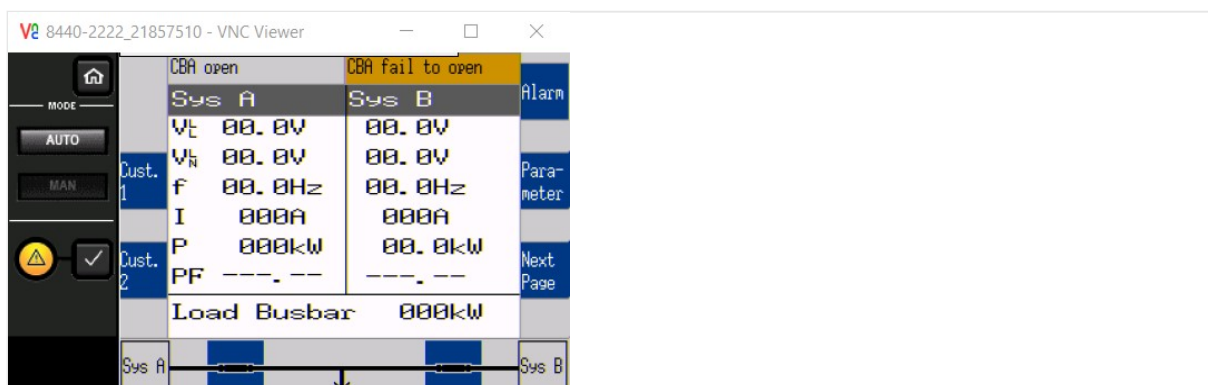 8440-2222_21857510 - VNC Viewer
CBA open CBA fail to open
MODE
Alarm
Sys A Sys B
AUTO
VLL 00.0V 00.0V
VLN 00.0V 00.0V
Cust. 1
Para-
meter
MAN
f 00.0Hz 00.0Hz
I 000A 000A
P 000kW 00.0kW
Cust. 2
Next
Page
PF ---.-- ---.--
Load Busbar 000kW
Sys A Sys B